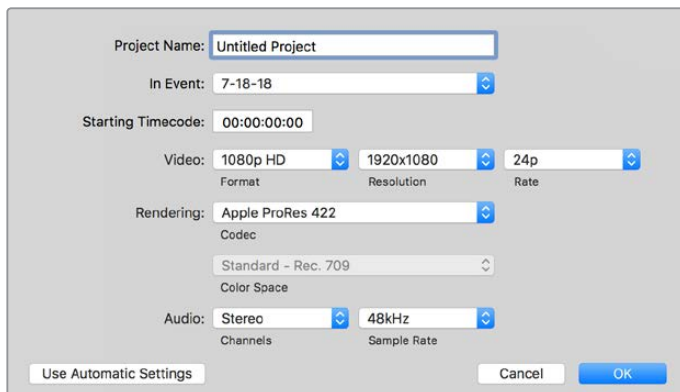 Project Name: Untitled Project
In Event: 7-18-18
Starting Timecode: 00:00:00:00
Video: 1080p HD 1920x1080 24p
Format Resolution Rate
Rendering: Apple ProRes 422
Codec
Standard - Rec. 709
Color Space
Audio: Stereo 48kHz
Channels Sample Rate
Use Automatic Settings Cancel OK